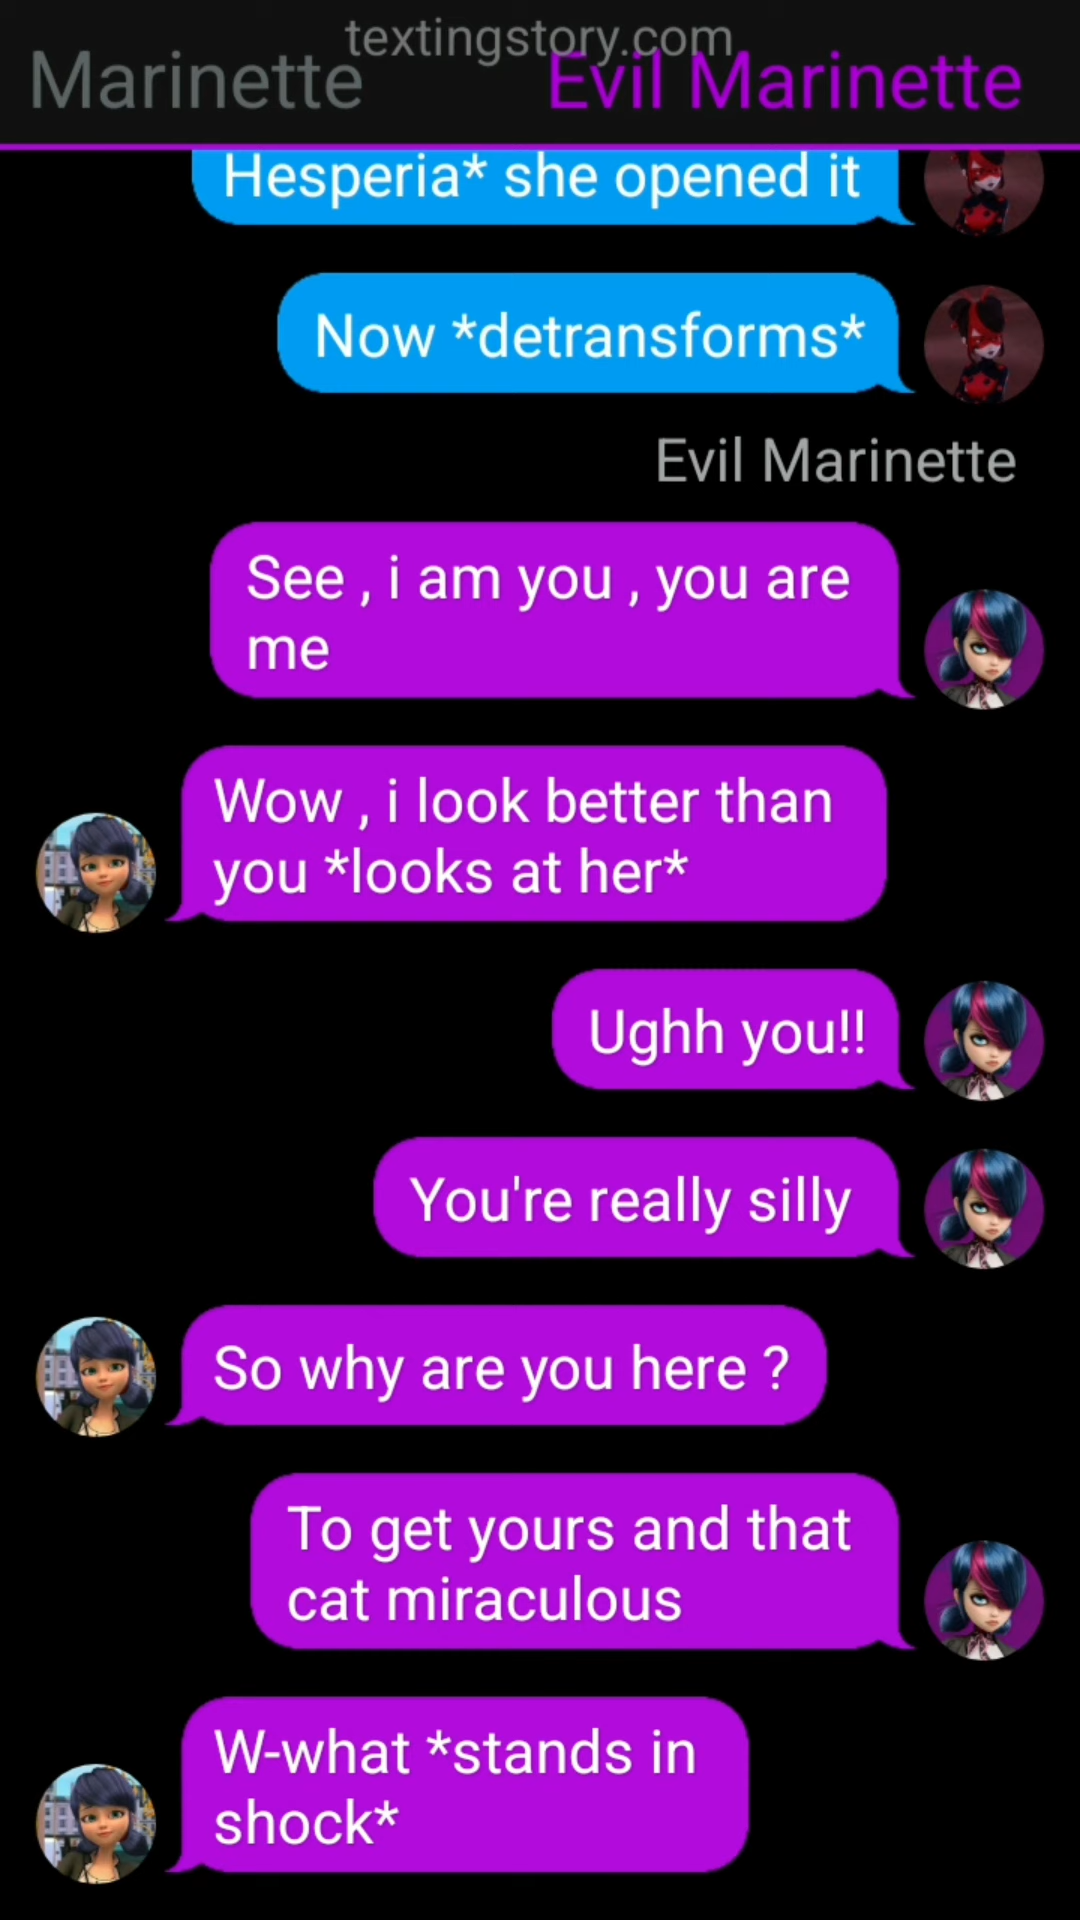 textingstory.com
Marinette
Evil Marinette
Hesperia* she opened it
Now *detransforms*
Evil Marinette
See , i am you , you are
me
Wow , i look better than
you *looks at her*
Ughh you!!
You're really silly
So why are you here ?
To get yours and that
cat miraculous
W-what *stands in
shock*